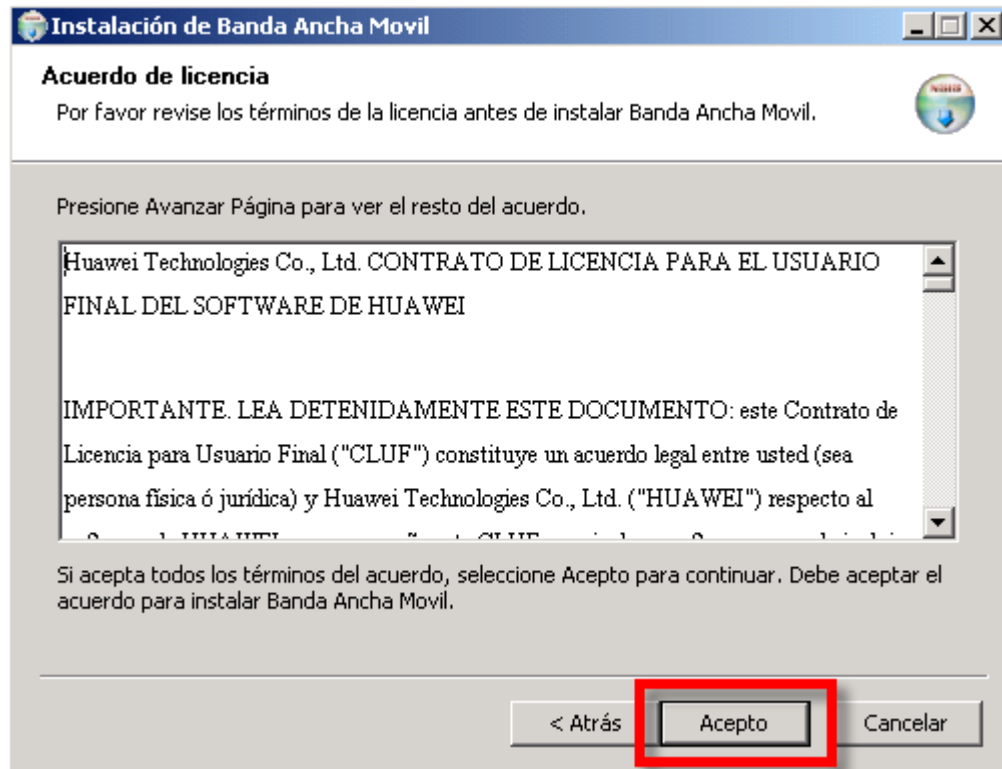 Instalación de Banda Ancha Movil
Acuerdo de licencia
Por favor revise los términos de la licencia antes de instalar Banda Ancha Movil.
Presione Avanzar Página para ver el resto del acuerdo.
Huawei Technologies Co., Ltd. CONTRATO DE LICENCIA PARA EL USUARIO
FINAL DEL SOFTWARE DE HUAWEI
IMPORTANTE. LEA DETENIDAMENTE ESTE DOCUMENTO: este Contrato de
Licencia para Usuario Final ("CLUF") constituye un acuerdo legal entre usted (sea
persona física ó jurídica) y Huawei Technologies Co., Ltd. ("HUAWEI") respecto al
Si acepta todos los términos del acuerdo, seleccione Acepto para continuar. Debe aceptar el
acuerdo para instalar Banda Ancha Movil.
< Atrás
Acepto
Cancelar